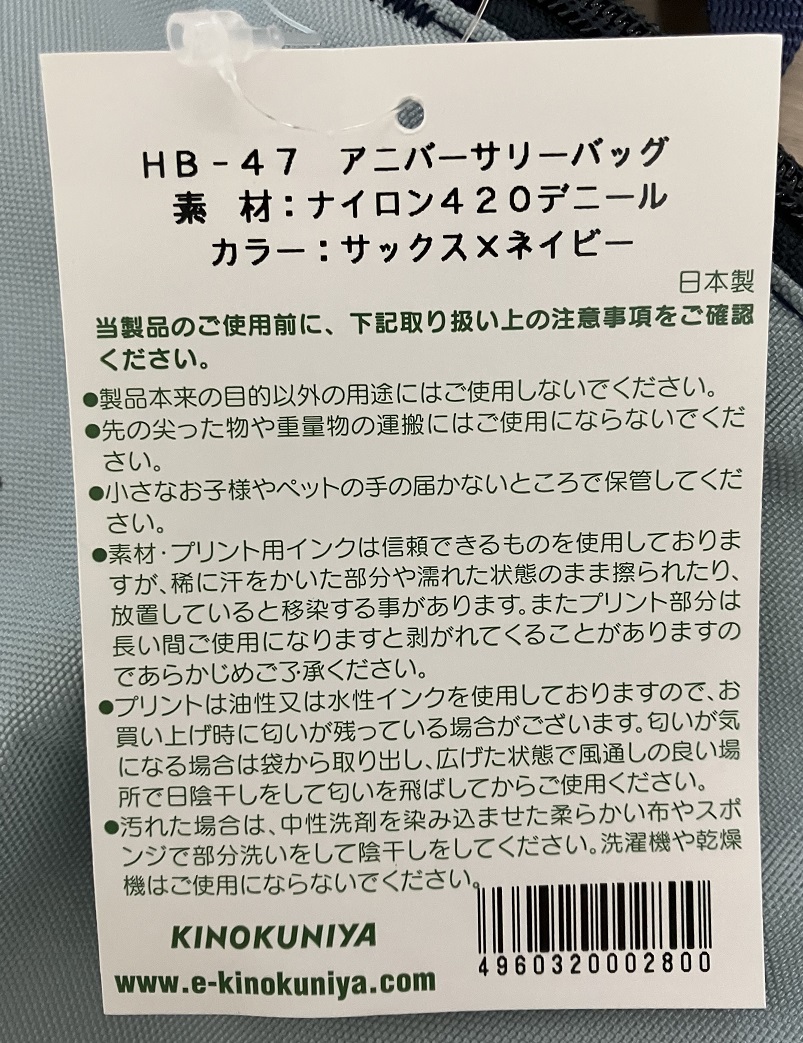 HB-47 アニバーサリーバッグ
素 材：ナイロン420デニール
カラー：サックス×ネイビー
日本製
当製品のご使用前に、下記取り扱い上の注意事項をご確認
ください。
●製品本来の目的以外の用途にはご使用しないでください。
●先の尖った物や重量物の運搬にはご使用にならないでくだ
さい。
●小さなお子様やペットの手の届かないところで保管してくだ
さい。
●素材・プリント用インクは信頼できるものを使用しておりま
すが、稀に汗をかいた部分や濡れた状態のまま擦られたり、
放置していると移染する事があります。またプリント部分は
長い間ご使用になりますと剥がれてくることがありますの
であらかじめご了承ください。
●プリントは油性又は水性インクを使用しておりますので、お
買い上げ時に匂いが残っている場合がございます。匂いが気
になる場合は袋から取り出し、広げた状態で風通しの良い場
所で日陰干しをして匂いを飛ばしてからご使用ください。
●汚れた場合は、中性洗剤を染み込ませた柔らかい布やスポ
ンジで部分洗いをして陰干しをしてください。洗濯機や乾燥
機はご使用にならないでください。
KINOKUNIYA
www.e-kinokuniya.com
4960320002800